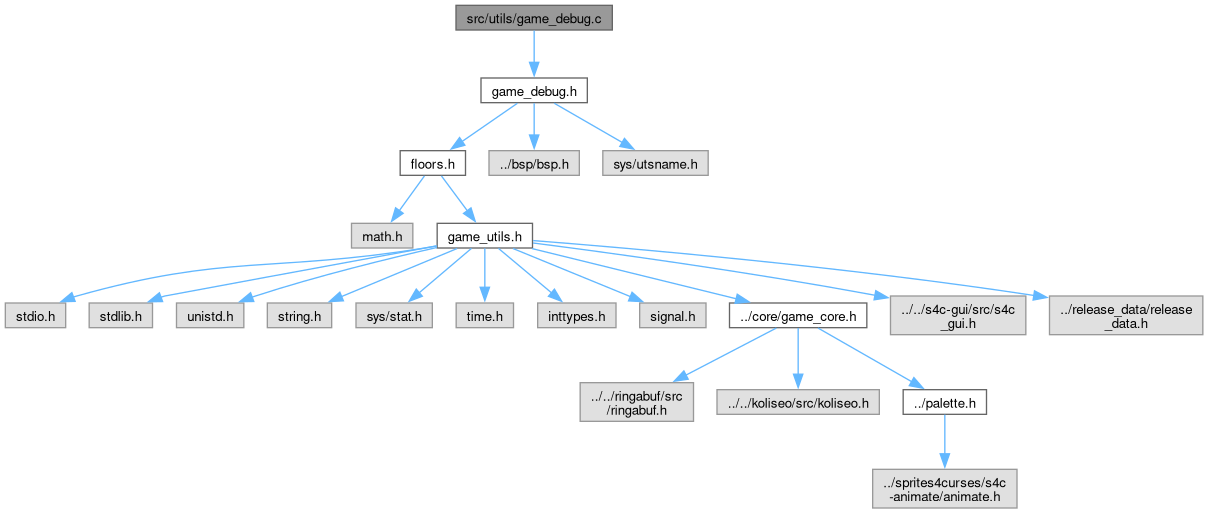 src/utils/game_debug.c
game_debug.h
floors.h
../bsp/bsp.h
sys/utsname.h
math.h
game_utils.h
stdio.h
stdlib.h
unistd.h
string.h
sys/stat.h
time.h
inttypes.h
signal.h
../core/game_core.h
../../s4c-gui/src/s4c
_gui.h
../release_data/release
_data.h
../../ringabuf/src
/ringabuf.h
../../koliseo/src/koliseo.h
../palette.h
../sprites4curses/s4c
-animate/animate.h